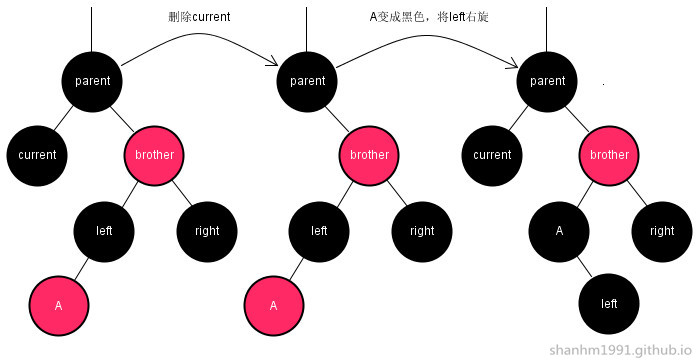 删除current
A变成黑色，将left右旋
parent
parent
parent
current
brother
brother
current
brother
left
right
left
right
A
right
A
A
left
shanhm1991.github.io